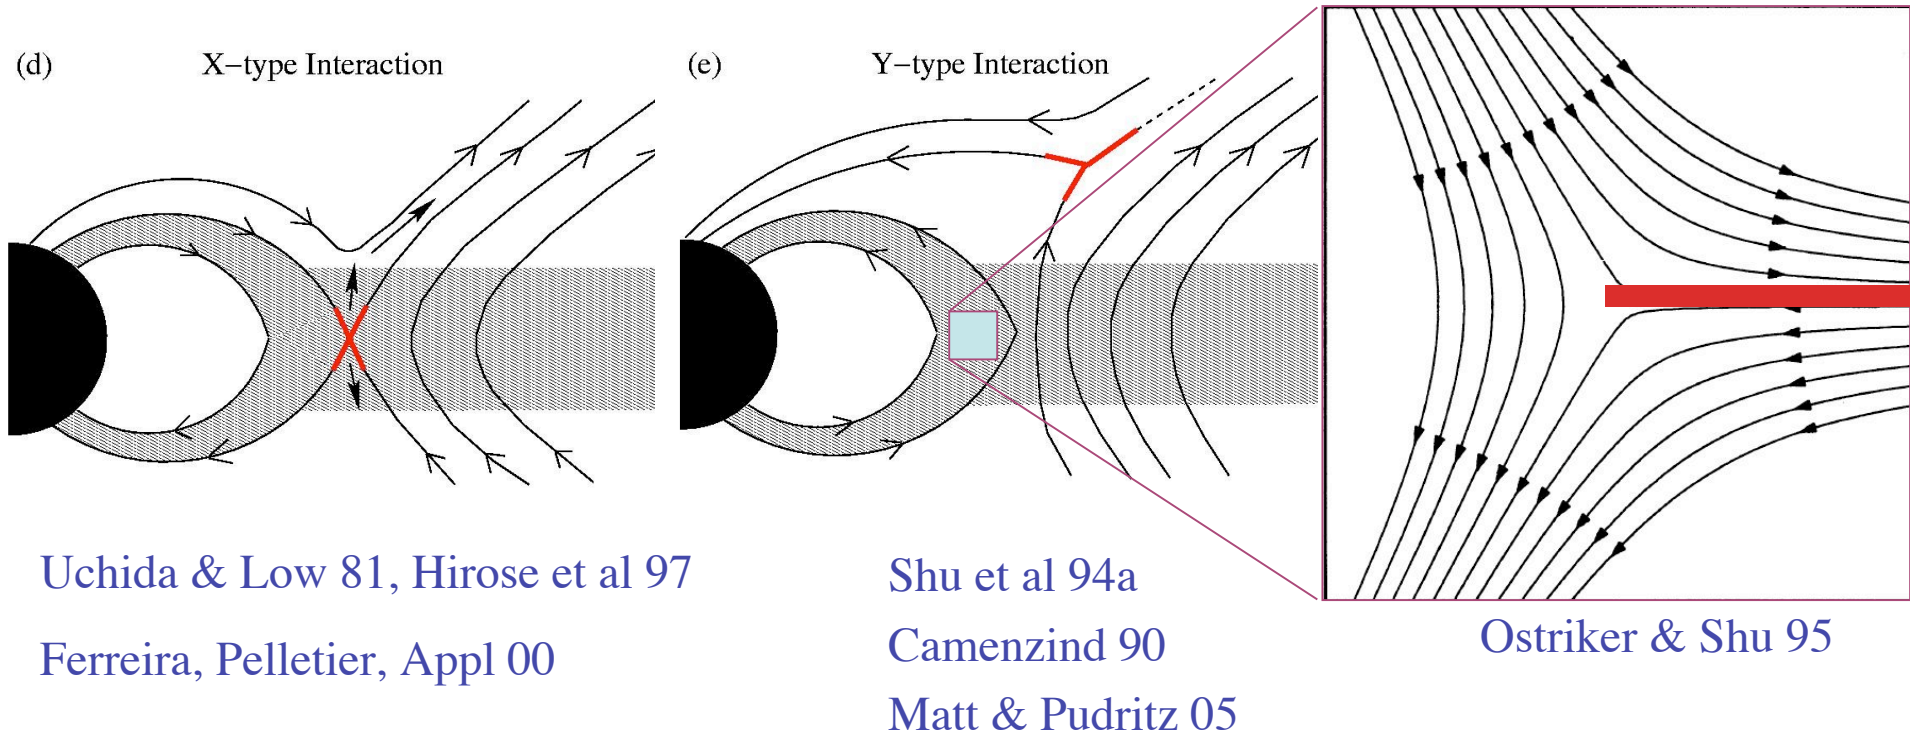 (d)
X–type Interaction
(e)
Y–type Interaction
Uchida & Low 81, Hirose et al 97
Ferreira, Pelletier, Appl 00
Shu et al 94a
Camenzind 90
Matt & Pudritz 05
Ostriker & Shu 95